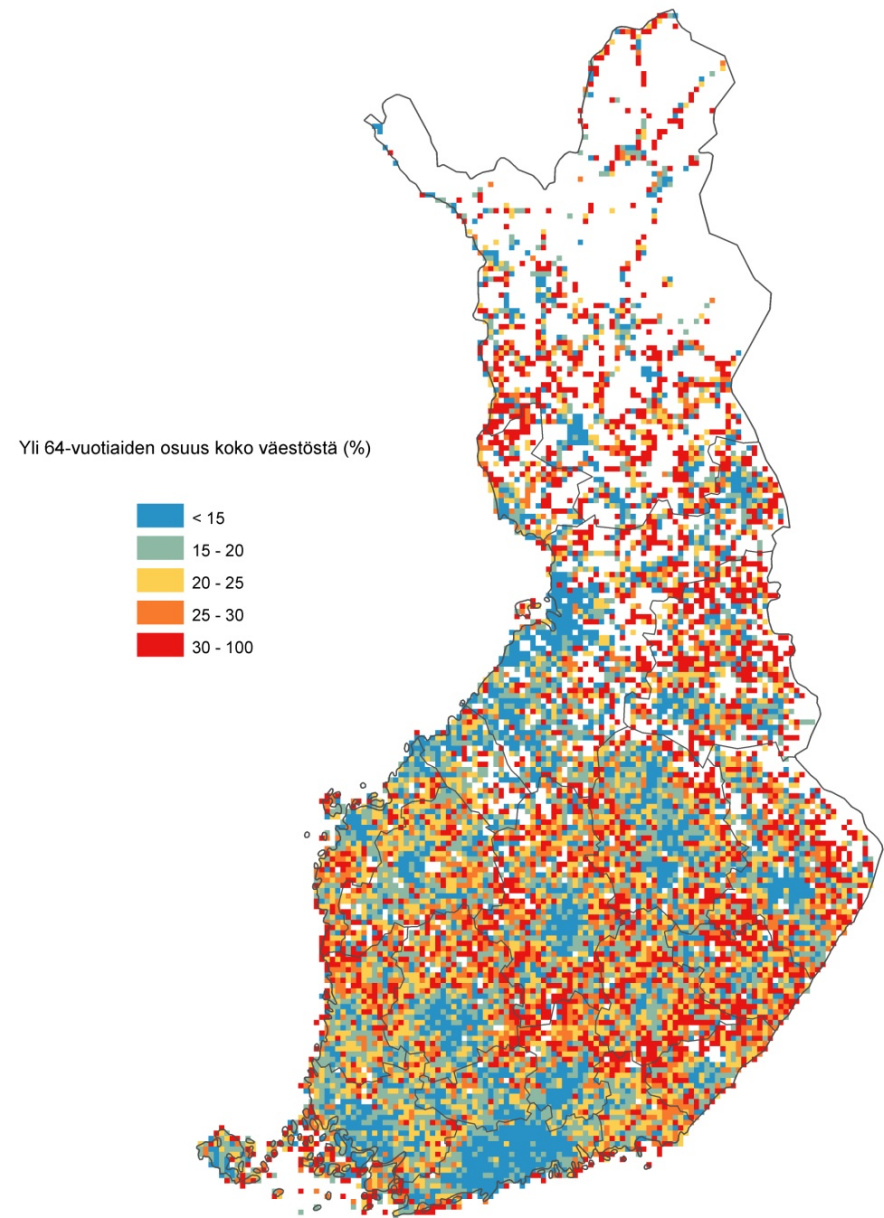 Yli 64-vuotiaiden osuus koko väestöstä (%)
< 15
15 - 20
20 - 25
25 - 30
30 - 100